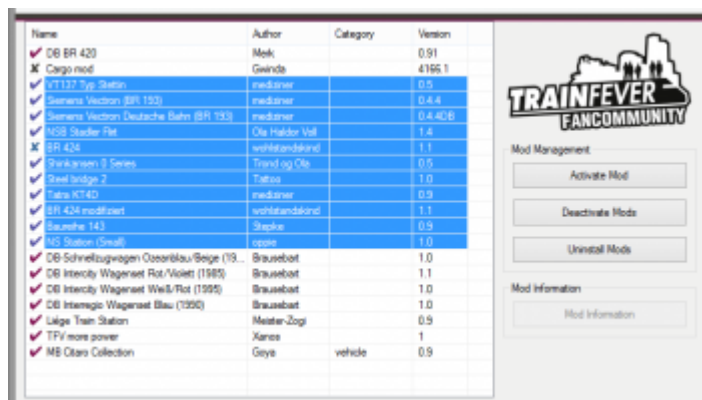 Name Author Category Version
DB BR 420 Merk 0.91
Cargo mod Gwinda 4166.1
VT137 Typ Stettin mediziner 0.5
Siemens Vectron (BR 193) mediziner 0.4.4
Siemens Vectron Deutsche Bahn (BR 193) mediziner 0.4.4DB
NSB Stadler Flirt Ola Haldor Voll 1.4
BR 424 wohlstandskind 1.1
Shinkansen 0 Series Trond og Ola 0.5
Steel bridge 2 Tattoo 1.0
Tatra KT4D mediziner 0.9
BR 424 modifiziert wohlstandskind 1.1
Baureihe 143 Stepke 0.9
NS Station (Small) oppie 1.0
DB-Schnellzugwagen Ozeanblau/Beige (19... Brausebart 1.0
DB Intercity Wagenset Rot/Violett (1985) Brausebart 1.1
DB Intercity Wagenset Weiß/Rot (1995) Brausebart 1.0
DB Interregio Wagenset Blau (1990) Brausebart 1.0
Liège Train Station Meister-Zogi 0.9
TFV more power Xanos 1
MB Citaro Collection Goya vehicle 0.9
TRAINFEVER
FANCOMMUNITY
Mod Management
Activate Mod
Deactivate Mods
Uninstall Mods
Mod Information
Mod Information